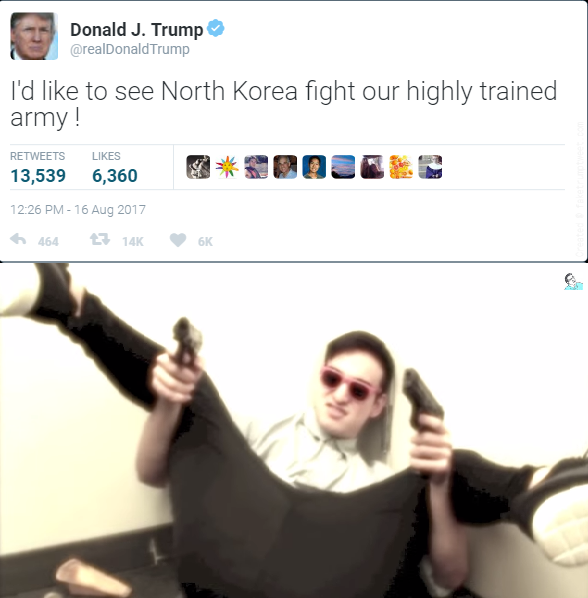 Donald J. Trump
@realDonaldTrump
I'd like to see North Korea fight our highly trained
army !
RETWEETS LIKES
13,539 6,360
12:26 PM - 16 Aug 2017
464 14K 6K